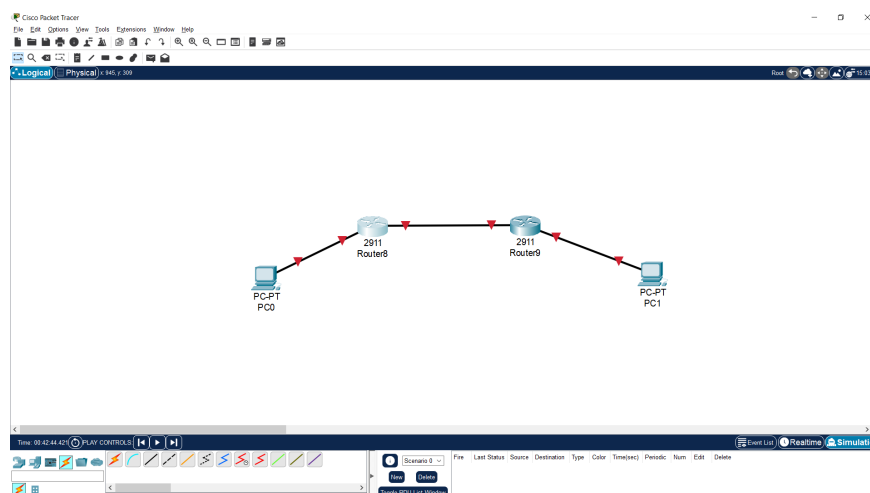 Cisco Packet Tracer
File Edit Options View Tools Extensions Window Help
Logical Physical x: 945, y: 309 Root 15:03
2911
Router8
2911
Router9
PC-PT
PC0
PC-PT
PC1
Time: 00:42:44.421 PLAY CONTROLS: Event List Realtime Simulati
Scenario 0 Fire Last Status Source Destination Type Color Time(sec) Periodic Num Edit Delete
New Delete
Toggle PDU List Window